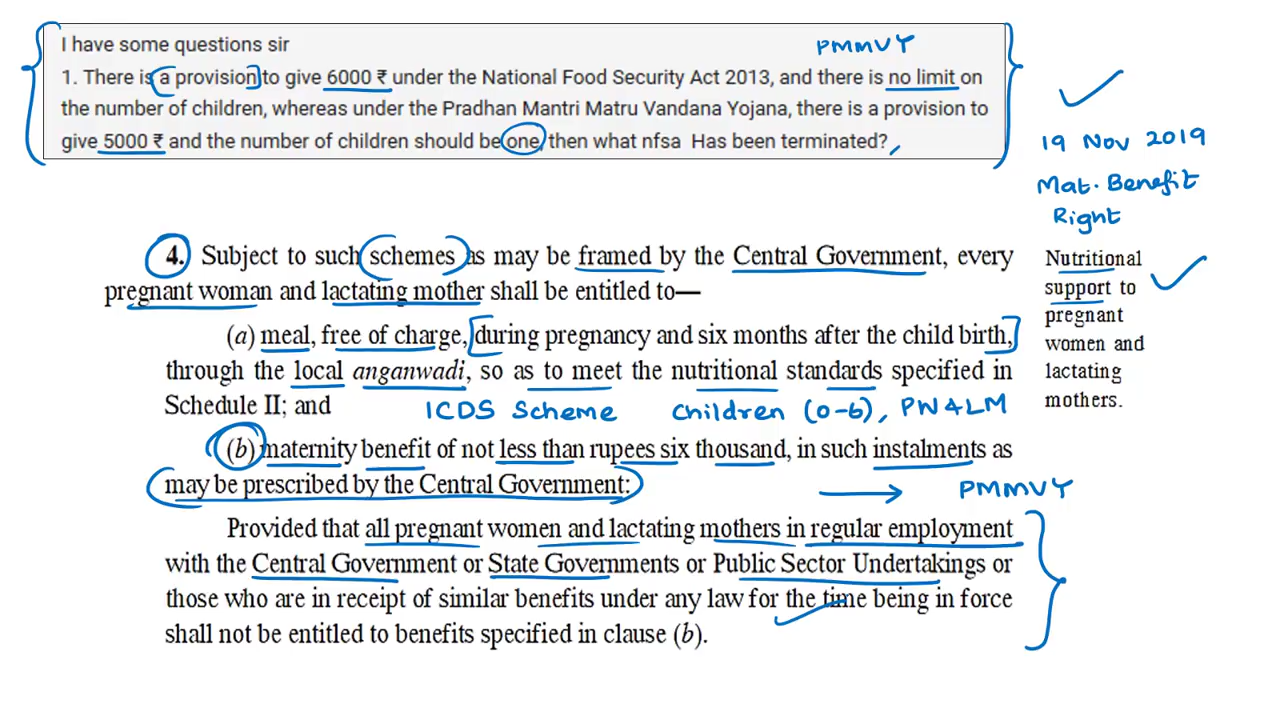 I have some questions sir
PMMVY
1. There is a provision to give 6000 ₹ under the National Food Security Act 2013, and there is no limit on
the number of children, whereas under the Pradhan Mantri Matru Vandana Yojana, there is a provision to
give 5000 ₹ and the number of children should be one, then what nfsa Has been terminated?
19 Nov 2019
Mat. Benefit
Right
4. Subject to such schemes as may be framed by the Central Government, every
pregnant woman and lactating mother shall be entitled to—
Nutritional
support to
pregnant
women and
lactating
mothers.
(a) meal, free of charge, during pregnancy and six months after the child birth,
through the local anganwadi, so as to meet the nutritional standards specified in
Schedule II; and
ICDS Scheme children (0-6), PW & LM
(b) maternity benefit of not less than rupees six thousand, in such instalments as
may be prescribed by the Central Government:
PMMVY
Provided that all pregnant women and lactating mothers in regular employment
with the Central Government or State Governments or Public Sector Undertakings or
those who are in receipt of similar benefits under any law for the time being in force
shall not be entitled to benefits specified in clause (b).